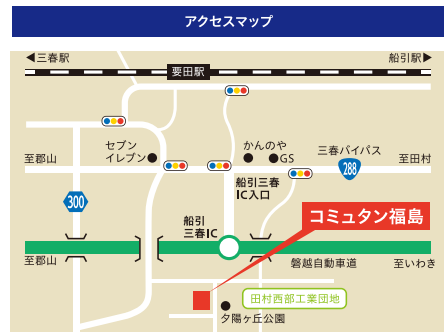 アクセスマップ
◀三春駅
船引駅▶
要田駅
セブン
イレブン
かんのや
GS
三春バイパス
288
至郡山
至田村
300
船引三春
IC入口
船引
三春IC
コミュタン福島
至郡山
磐越自動車道
至いわき
田村西部工業団地
夕陽ヶ丘公園